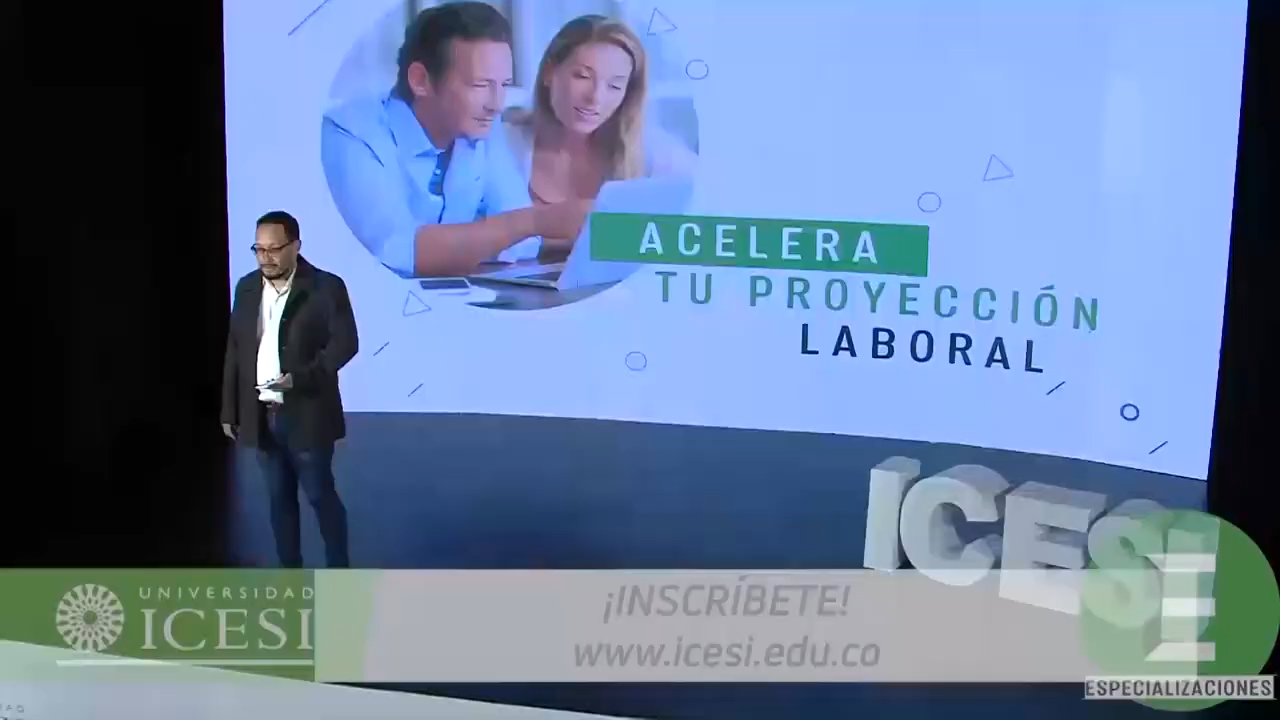 ACELERA
TU PROYECCIÓN
LABORAL
ICESI
UNIVERSIDAD
ICESI
¡INSCRÍBETE!
www.icesi.edu.co
E
ESPECIALIZACIONES